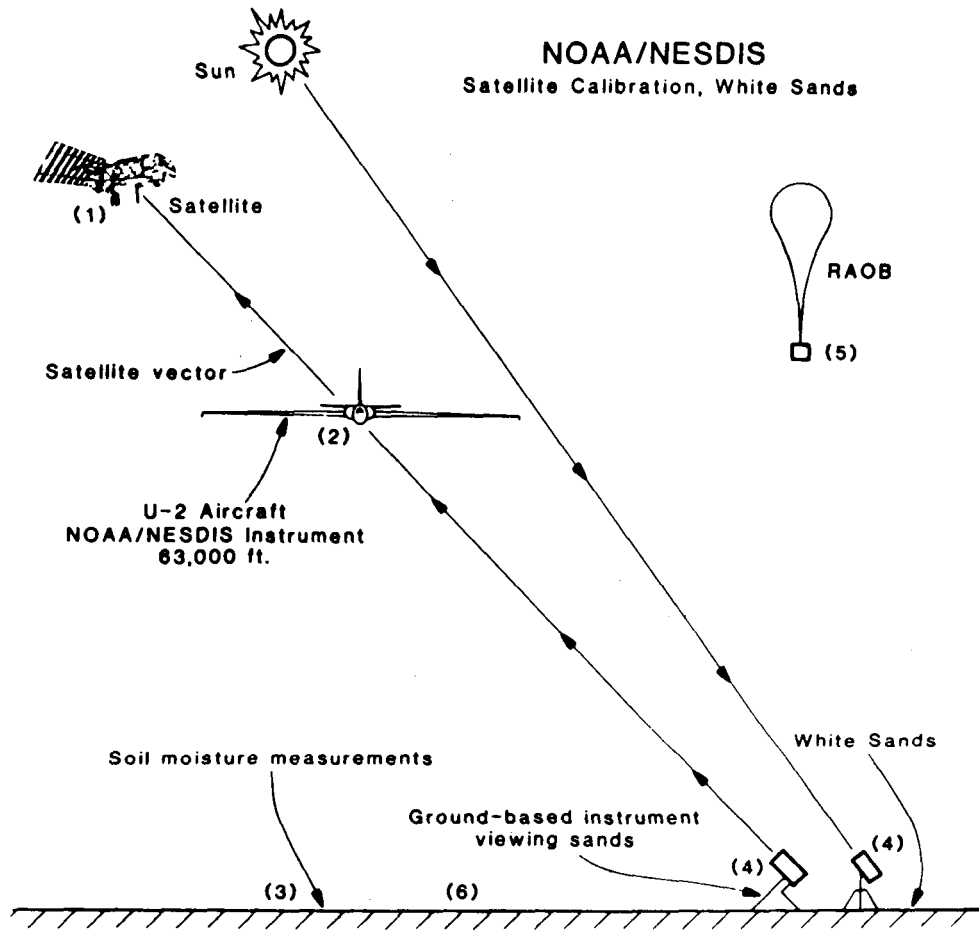 NOAA/NESDIS
Satellite Calibration, White Sands
Sun
(1)
Satellite
RAOB
(5)
Satellite vector
(2)
U-2 Aircraft
NOAA/NESDIS Instrument
63,000 ft.
White Sands
Soil moisture measurements
Ground-based instrument
viewing sands
(4)
(4)
(3)
(6)